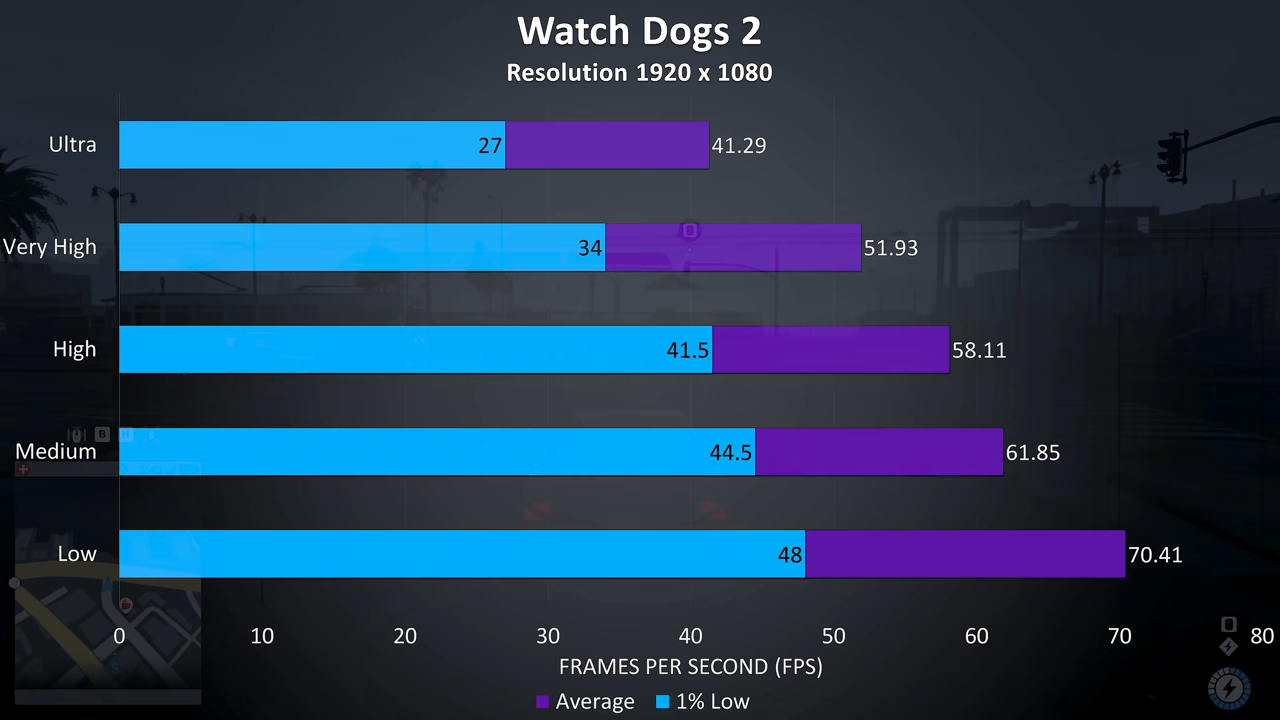 Watch Dogs 2
Resolution 1920 x 1080
Ultra 27 41.29
Very High 34 51.93
High 41.5 58.11
B
Medium 44.5 61.85
Low 48 70.41
0 10 20 30 40 50 60 70 80
FRAMES PER SECOND (FPS)
Average 1% Low